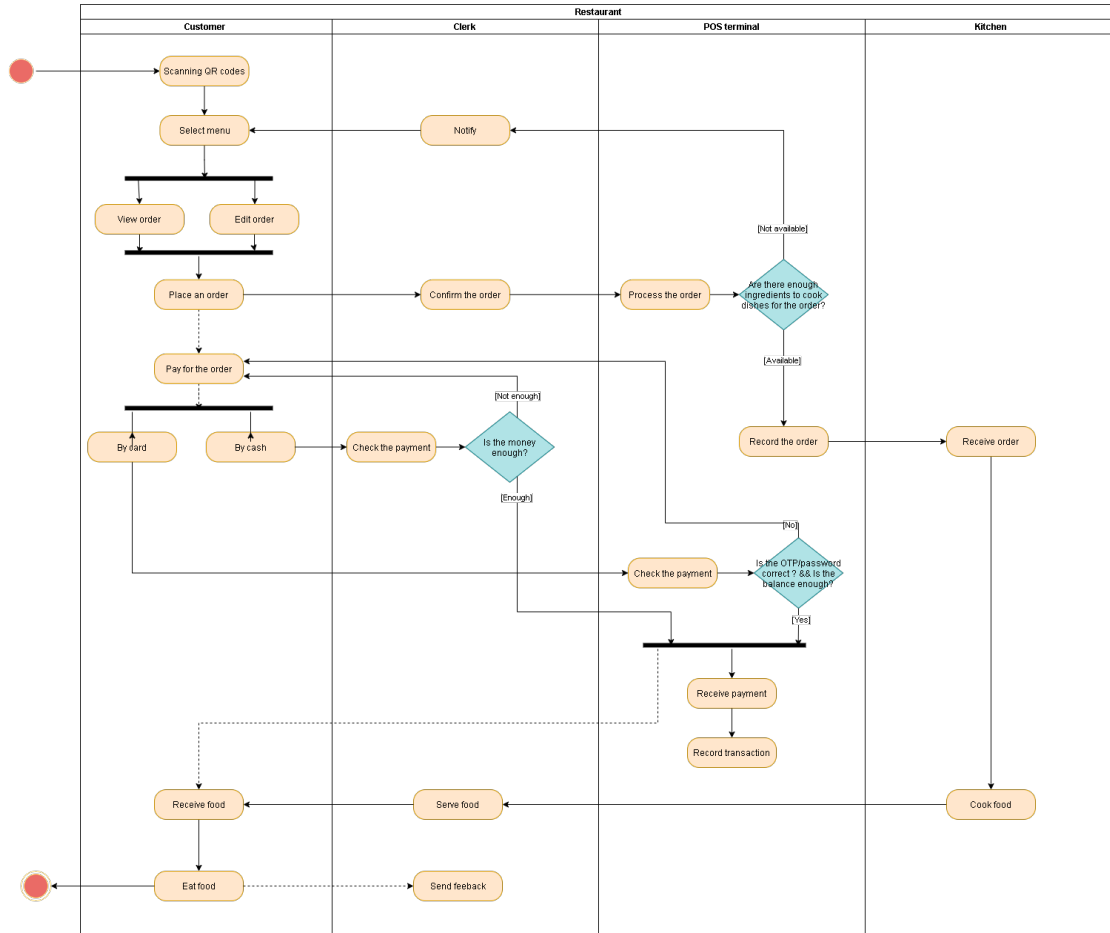 Restaurant
Customer
Clerk
POS terminal
Kitchen
Scanning QR codes
Select menu
Notify
View order
Edit order
[Not available]
Place an order
Confirm the order
Process the order
Are there enough
ingredients to cook
dishes for the order?
Pay for the order
[Available]
[Not enough]
By card
By cash
Check the payment
Is the money
enough?
Record the order
Receive order
[Enough]
[No]
Check the payment
Is the OTP/password
correct ? && Is the
balance enough?
[Yes]
Receive payment
Record transaction
Receive food
Serve food
Cook food
Eat food
Send feeback